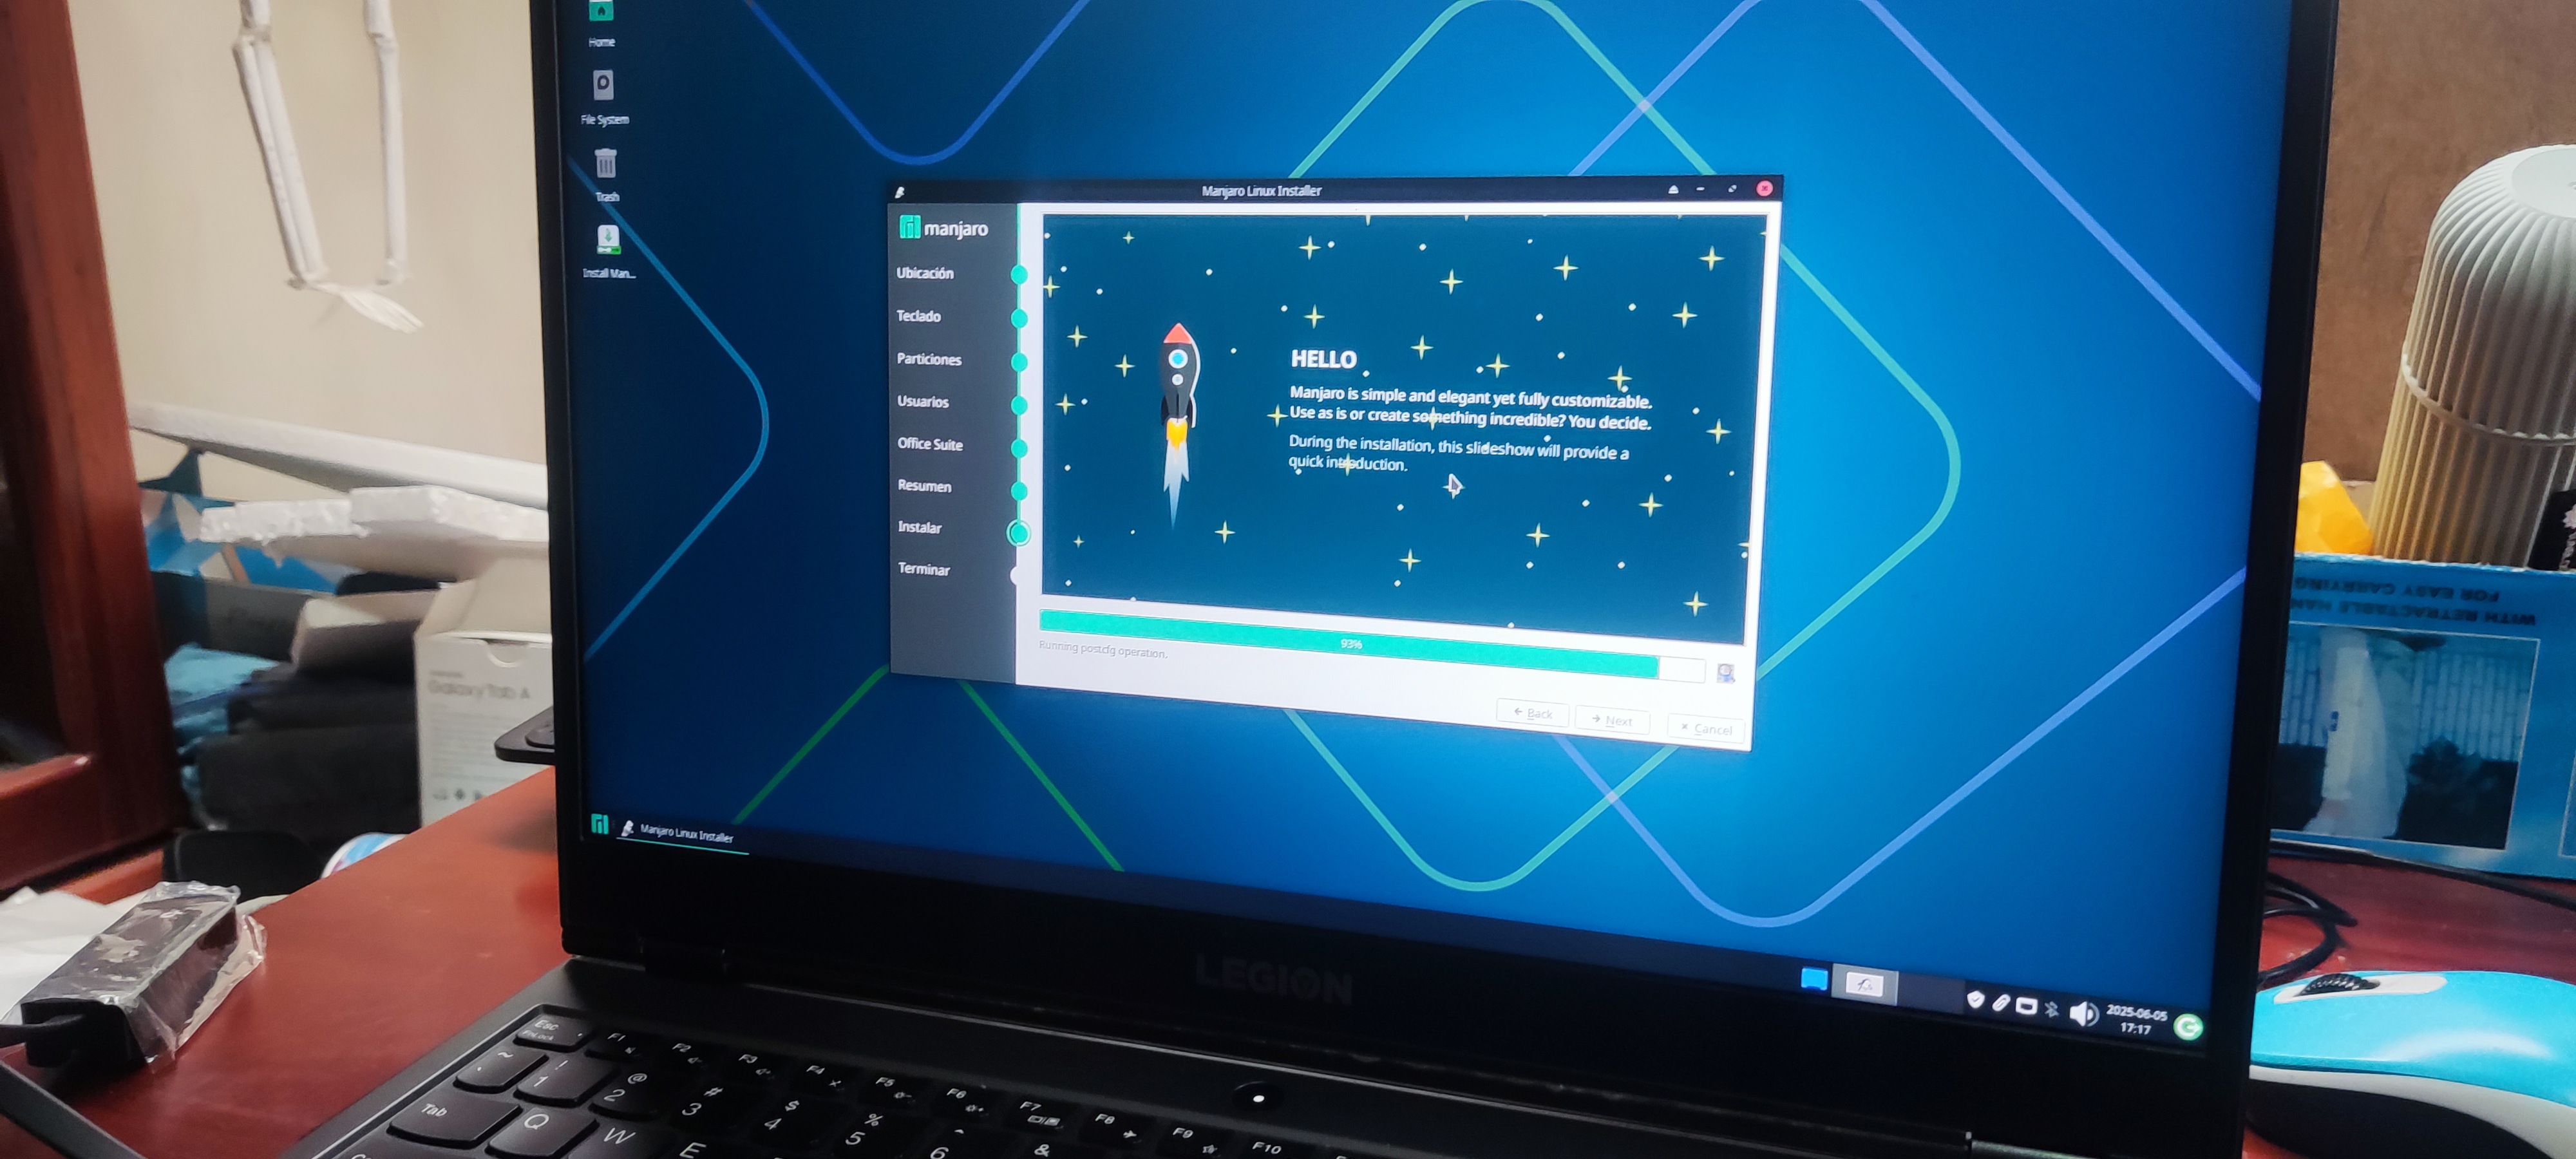 Home
File System
Trash
Install Man...
Manjaro Linux Installer
manjaro
Ubicación
Teclado
Particiones
Usuarios
Office Suite
Resumen
Instalar
Terminar
HELLO
Manjaro is simple and elegant yet fully customizable.
Use as is or create something incredible? You decide.
During the installation, this slideshow will provide a
quick introduction.
93%
Running postcfg operation.
Back
Next
Cancel
Manjaro Linux Installer
2025-06-05
17:17
LEGION
Galaxy Tab A
WITH RETRACTABLE
FOR EASY CARRYING
Esc
F1
F2
F3
F4
F5
F6
F7
F8
F9
F10
~
!
1
@
2
#
3
$
4
%
5
^
6
&
Tab
Q
W
E